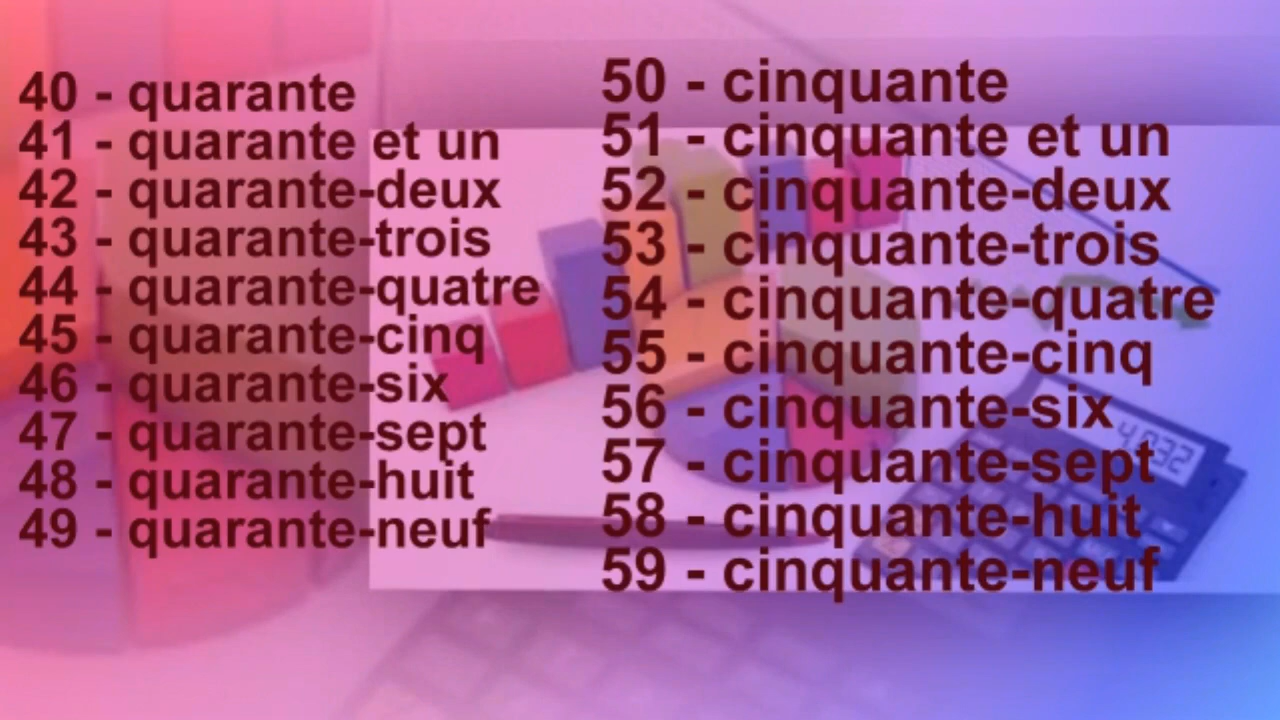 40 - quarante
41 - quarante et un
42 - quarante-deux
43 - quarante-trois
44 - quarante-quatre
45 - quarante-cinq
46 - quarante-six
47 - quarante-sept
48 - quarante-huit
49 - quarante-neuf
50 - cinquante
51 - cinquante et un
52 - cinquante-deux
53 - cinquante-trois
54 - cinquante-quatre
55 - cinquante-cinq
56 - cinquante-six
57 - cinquante-sept
58 - cinquante-huit
59 - cinquante-neuf